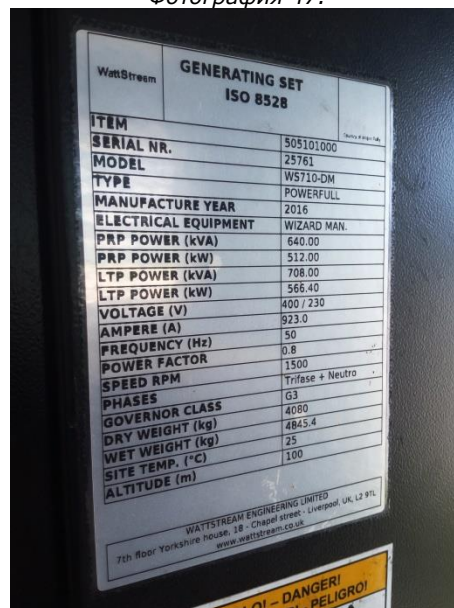 Фотография
WattStream
GENERATING SET
ISO 8528
Country of origin: Italy
ITEM 505101000
SERIAL NR. 25761
MODEL WS710-DM
TYPE POWERFULL
MANUFACTURE YEAR 2016
ELECTRICAL EQUIPMENT WIZARD MAN.
PRP POWER (kVA) 640.00
PRP POWER (kW) 512.00
LTP POWER (kVA) 708.00
LTP POWER (kW) 566.40
VOLTAGE (V) 400 / 230
AMPERE (A) 923.0
FREQUENCY (Hz) 50
POWER FACTOR 0.8
SPEED RPM 1500
PHASES Trifase + Neutro
GOVERNOR CLASS G3
DRY WEIGHT (kg) 4080
WET WEIGHT (kg) 4845.4
SITE TEMP. (°C) 25
ALTITUDE (m) 100
WATTSTREAM ENGINEERING LIMITED
7th floor Yorkshire house, 18 - Chapel street - Liverpool, UK, L2 9TL
www.wattstream.co.uk
DANGER!
PELIGRO!